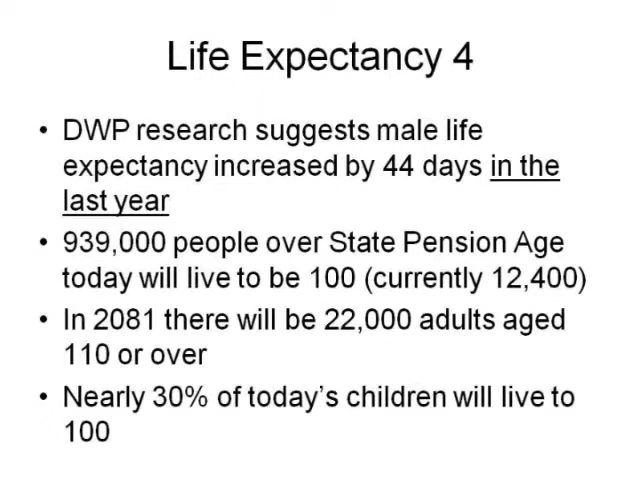 Life Expectancy 4
• DWP research suggests male life
expectancy increased by 44 days in the
last year
• 939,000 people over State Pension Age
today will live to be 100 (currently 12,400)
• In 2081 there will be 22,000 adults aged
110 or over
• Nearly 30% of today's children will live to
100